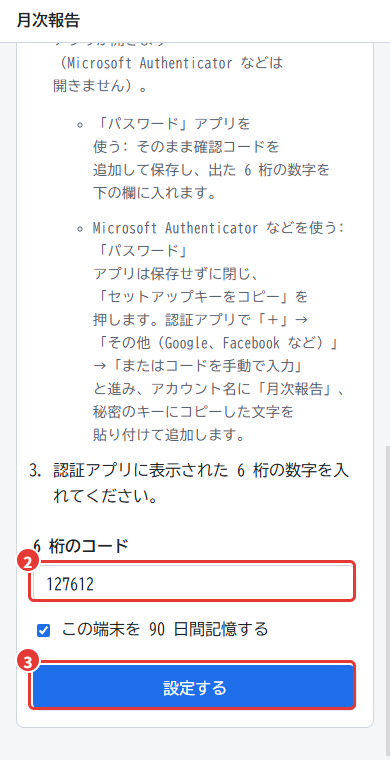 月次報告
アプリが開きます
（Microsoft Authenticator などは
開きません）。
「パスワード」アプリを
使う: そのまま確認コードを
追加して保存し、出た 6 桁の数字を
下の欄に入れます。
Microsoft Authenticator などを使う:
「パスワード」
アプリは保存せずに閉じ、
「セットアップキーをコピー」を
押します。認証アプリで「＋」→
「その他（Google、Facebook など）」
→「またはコードを手動で入力」
と進み、アカウント名に「月次報告」、
秘密のキーにコピーした文字を
貼り付けて追加します。
3. 認証アプリに表示された 6 桁の数字を入
れてください。
6 桁のコード
2
127612
この端末を 90 日間記憶する
3
設定する